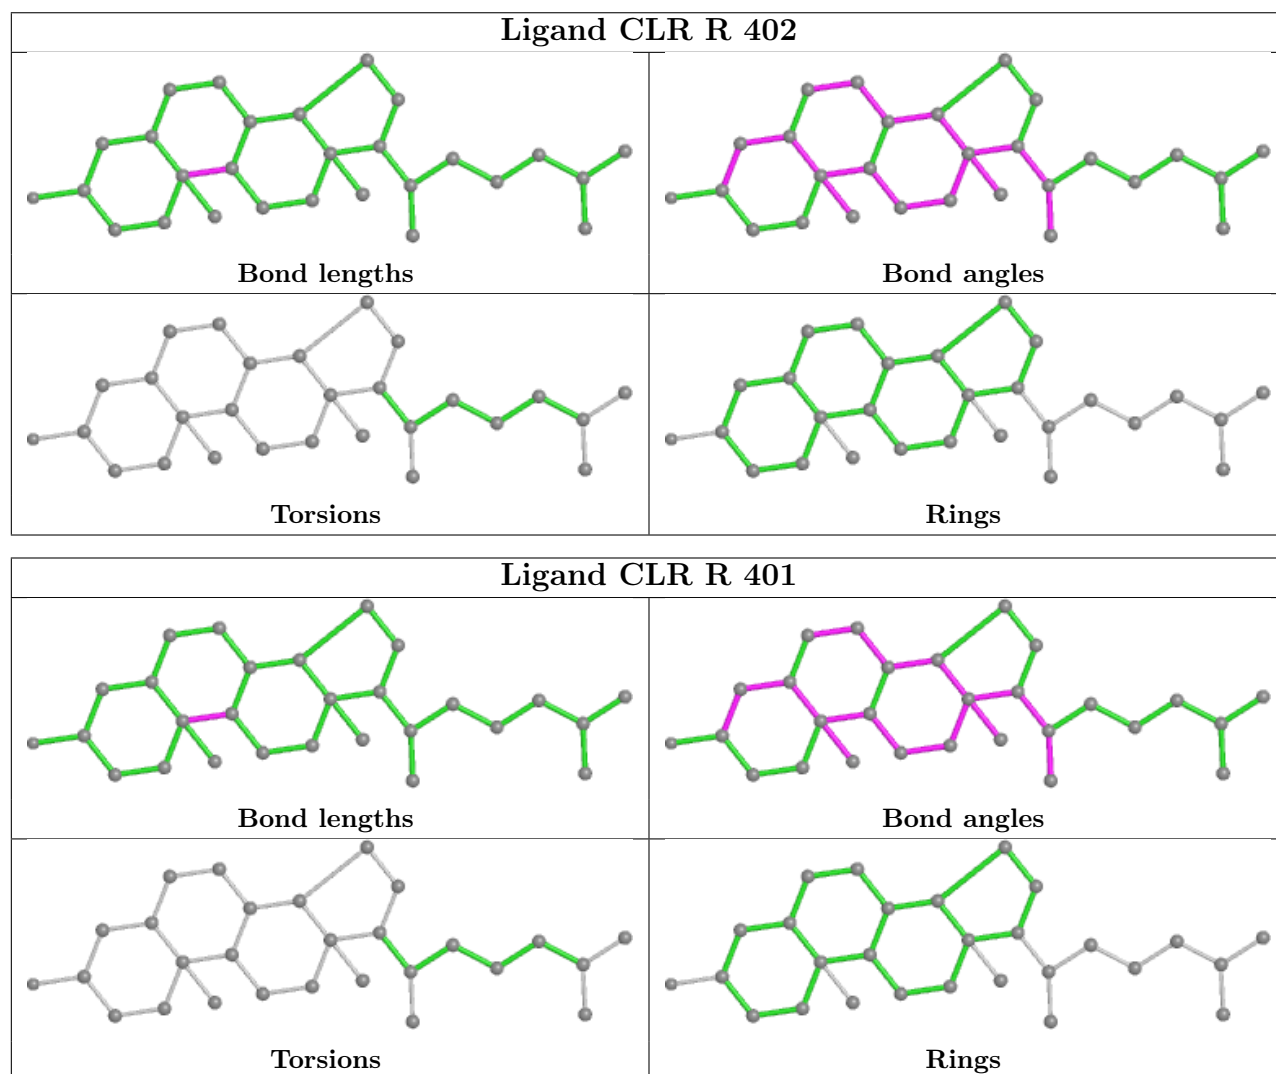 Ligand CLR R 402
Bond lengths
Bond angles
Torsions
Rings
Ligand CLR R 401
Bond lengths
Bond angles
Torsions
Rings